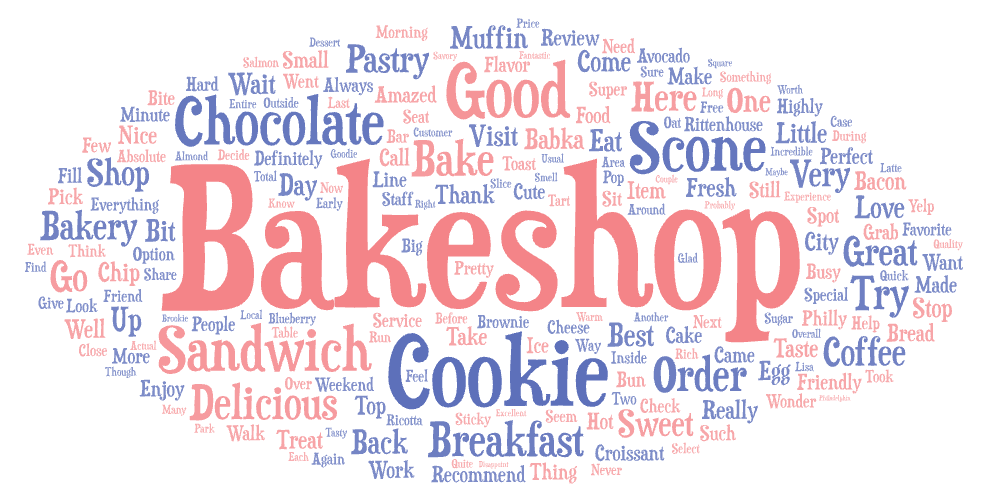 Price
Morning
Muffin
Review
Dessert
Need
Pastry
Savory
Fantastic
Come
Avocado
Salmon
Small
Flavor
Good
Sure
Square
Hard
Wait
Went
Always
Make
Something
Bite
Entire
Outside
Last
Amazed
Super
Here
Long
One
Worth
Minute
Chocolate
Seat
Food
Free
Highly
Nice
Bar
Customer
Visit
Babka
Eat
Scone
Oat
Rittenhouse
Little
Case
Few
During
Absolute
Almond
Decide
Definitely
Goodie
Call
Bake
Toast
Usual
Area
Incredible
Perfect
Fill
Shop
Total
Day
Now
Line
Slice
Smell
Pop
Couple
Maybe
Very
Latte
Bacon
Pick
Everything
Know
Early
Staff
Right
Thank
Cute
Tart
Sit
Item
Fresh
Still
Experience
Bakery
Bit
Around
Probably
Spot
Love
Yelp
Even
Think
Option
Bakeshop
Big
City
Grab
Favorite
Find
Go
Chip
Share
Pretty
Glad
Busy
Great
Quality
Want
Quick
Give
Look
Friend
Special
Try
Made
Stop
Well
Up
Brookie
People
Local
Blueberry
Service
Before
Brownie
Warm
Another
Next
Sugar
Philly
Help
Bread
Close
Actual
Table
Run
Take
Cheese
Best
Cake
Overall
More
Sandwich
Cookie
Ice
Way
Inside
Rich
Came
Taste
Coffee
Though
Feel
Bun
Order
Egg
Lisa
Friendly
Took
Enjoy
Over
Weekend
Two
Wonder
Philadelphia
Many
Delicious
Top
Ricotta
Sticky
Excellent
Seem
Hot
Check
Really
Park
Walk
Treat
Tasty
Back
Breakfast
Sweet
Such
Each
Again
Quite
Disappoint
Croissant
Select
Work
Recommend
Thing
Never